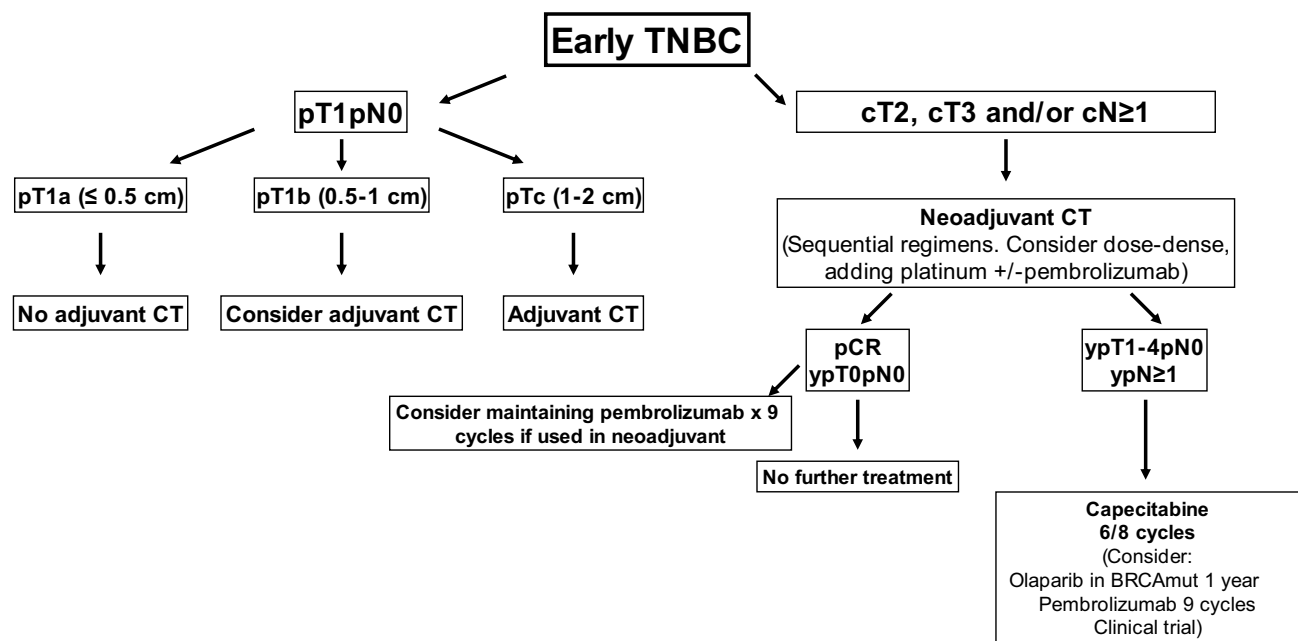 Early TNBC
pT1pN0
cT2, cT3 and/or cN≥1
pT1a (≤ 0.5 cm)
pT1b (0.5-1 cm)
pTc (1-2 cm)
No adjuvant CT
Consider adjuvant CT
Adjuvant CT
Neoadjuvant CT
(Sequential regimens. Consider dose-dense,
adding platinum +/-pembrolizumab)
pCR
ypT0pN0
ypT1-4pN0
ypN≥1
Consider maintaining pembrolizumab x 9
cycles if used in neoadjuvant
No further treatment
Capecitabine
6/8 cycles
(Consider:
Olaparib in BRCAmut 1 year
Pembrolizumab 9 cycles
Clinical trial)